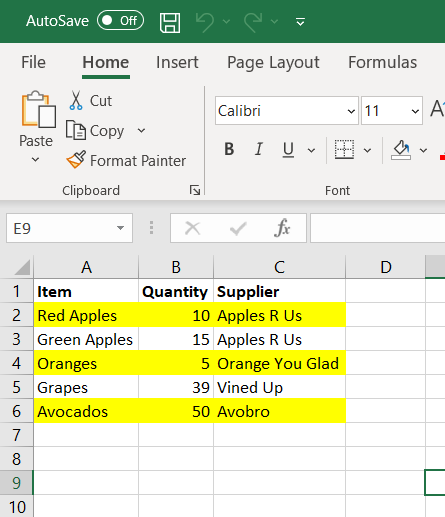 AutoSave Off
File Home Insert Page Layout Formulas
Paste
Cut
Copy
Format Painter
Clipboard
Calibri 11 A
B I U
Font
E9 fx
A B C D
1 Item Quantity Supplier
2 Red Apples 10 Apples R Us
3 Green Apples 15 Apples R Us
4 Oranges 5 Orange You Glad
5 Grapes 39 Vined Up
6 Avocados 50 Avobro
7
8
9
10